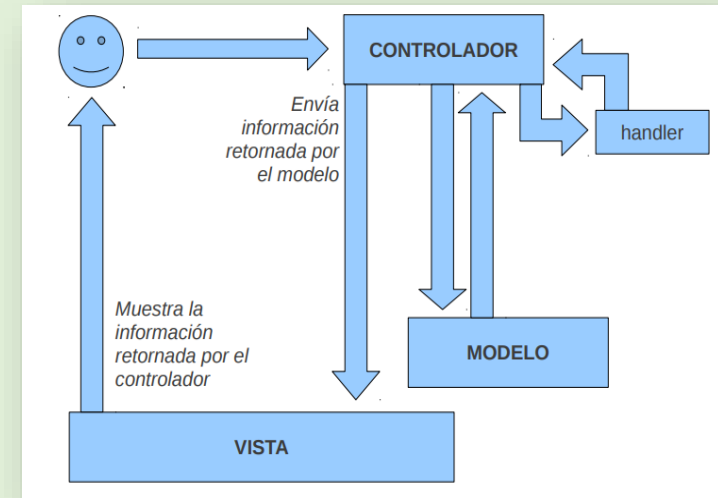 CONTROLADOR
Envía
información
retornada por
el modelo
handler
Muestra la
información
retornada por el
controlador
MODELO
VISTA